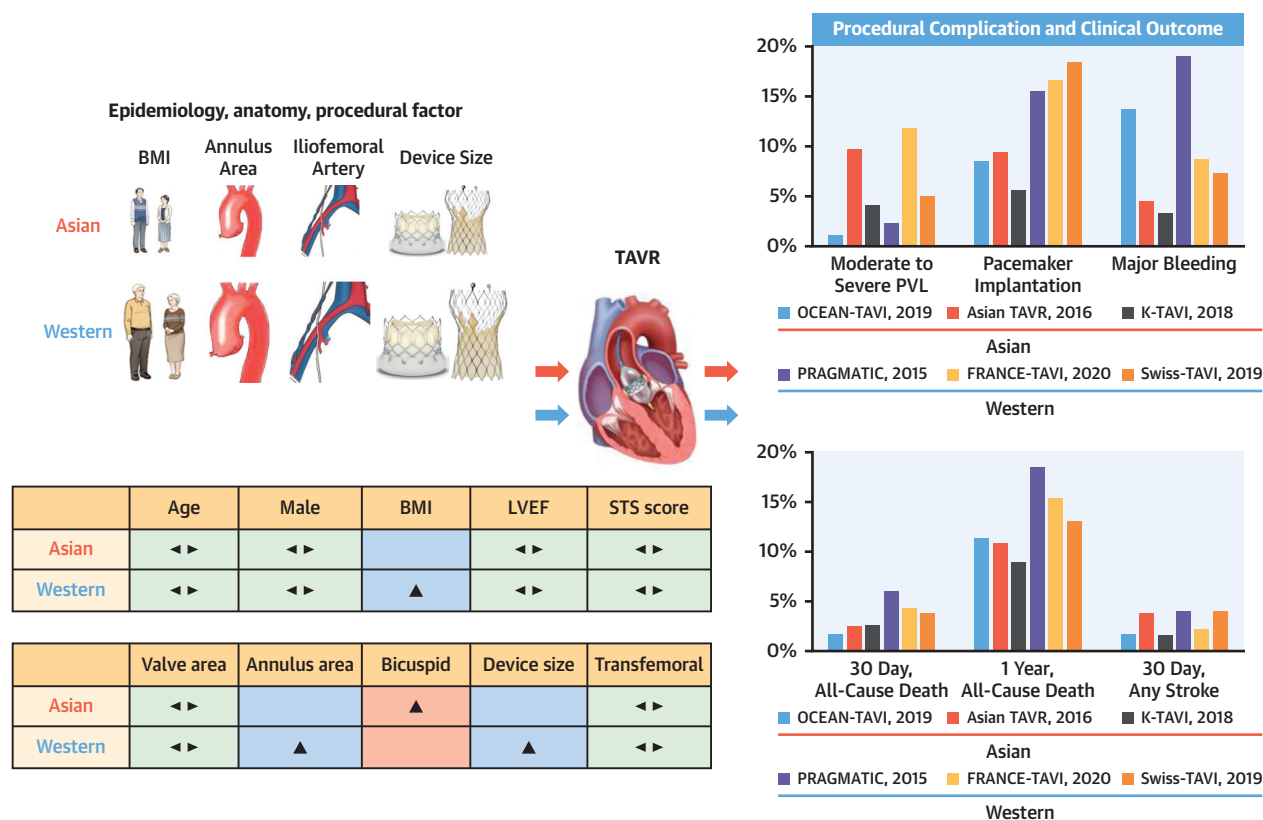 Epidemiology, anatomy, procedural factor
BMI
Annulus
Area
Iliofemoral
Artery
Device Size
Asian
Western
TAVR
Age Male BMI LVEF STS score
Asian ◄ ► ◄ ► ◄ ► ◄ ►
Western ◄ ► ◄ ► ▲ ◄ ► ◄ ►
Valve area Annulus area Bicuspid Device size Transfemoral
Asian ◄ ► ▲ ◄ ►
Western ◄ ► ▲ ▲ ◄ ►
Procedural Complication and Clinical Outcome
20%
15%
10%
5%
0%
Moderate to
Severe PVL
Pacemaker
Implantation
Major Bleeding
OCEAN-TAVI, 2019 Asian TAVR, 2016 K-TAVI, 2018
Asian
PRAGMATIC, 2015 FRANCE-TAVI, 2020 Swiss-TAVI, 2019
Western
20%
15%
10%
5%
0%
30 Day,
All-Cause Death
1 Year,
All-Cause Death
30 Day,
Any Stroke
OCEAN-TAVI, 2019 Asian TAVR, 2016 K-TAVI, 2018
Asian
PRAGMATIC, 2015 FRANCE-TAVI, 2020 Swiss-TAVI, 2019
Western